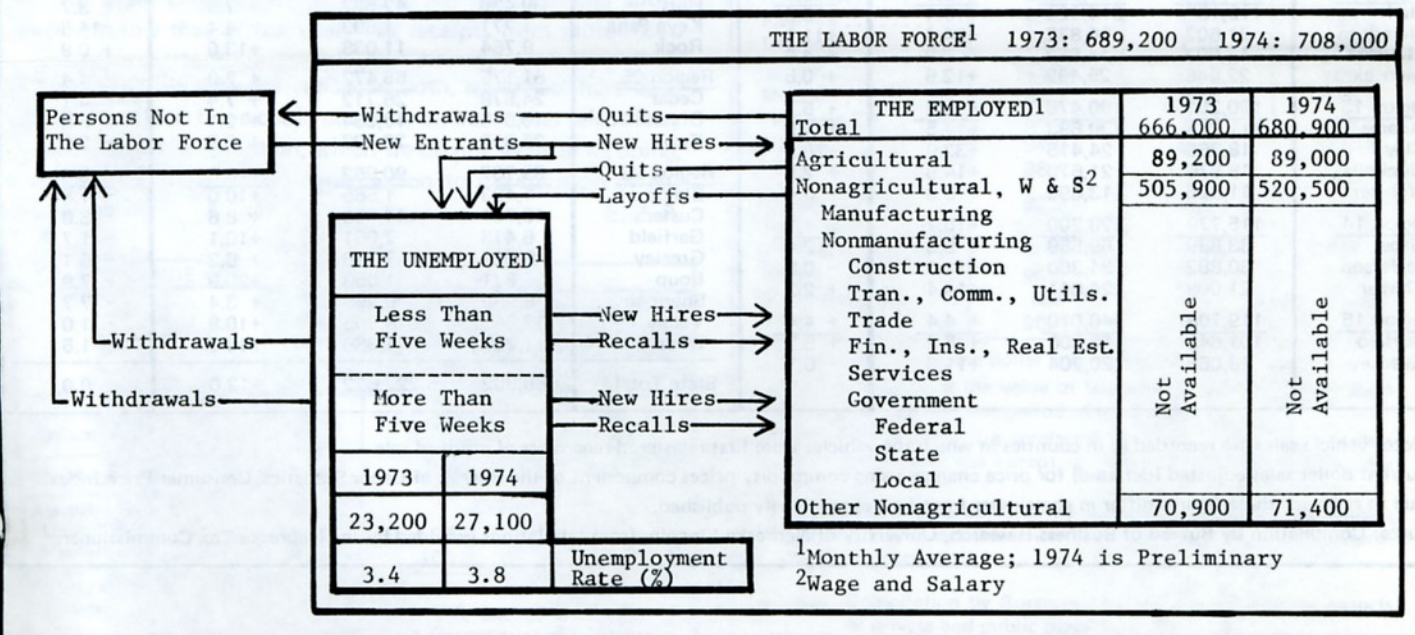 THE LABOR FORCE1 1973: 689,200 1974: 708,000
Persons Not In
The Labor Force
Withdrawals
Quits
New Entrants
New Hires
Quits
Layoffs
THE EMPLOYED1 1973 1974
Total 666,000 680,900
Agricultural 89,200 89,000
Nonagricultural, W & S2 505,900 520,500
Manufacturing
Nonmanufacturing
Construction
Tran., Comm., Utils.
Trade
Fin., Ins., Real Est.
Services
Government
Federal
State
Local
Not Available
Not Available
Other Nonagricultural 70,900 71,400
THE UNEMPLOYED1
Less Than
Five Weeks
New Hires
Recalls
Withdrawals
More Than
Five Weeks
New Hires
Recalls
Withdrawals
1973 1974
23,200 27,100
3.4 3.8
Unemployment
Rate (%)
1Monthly Average; 1974 is Preliminary
2Wage and Salary